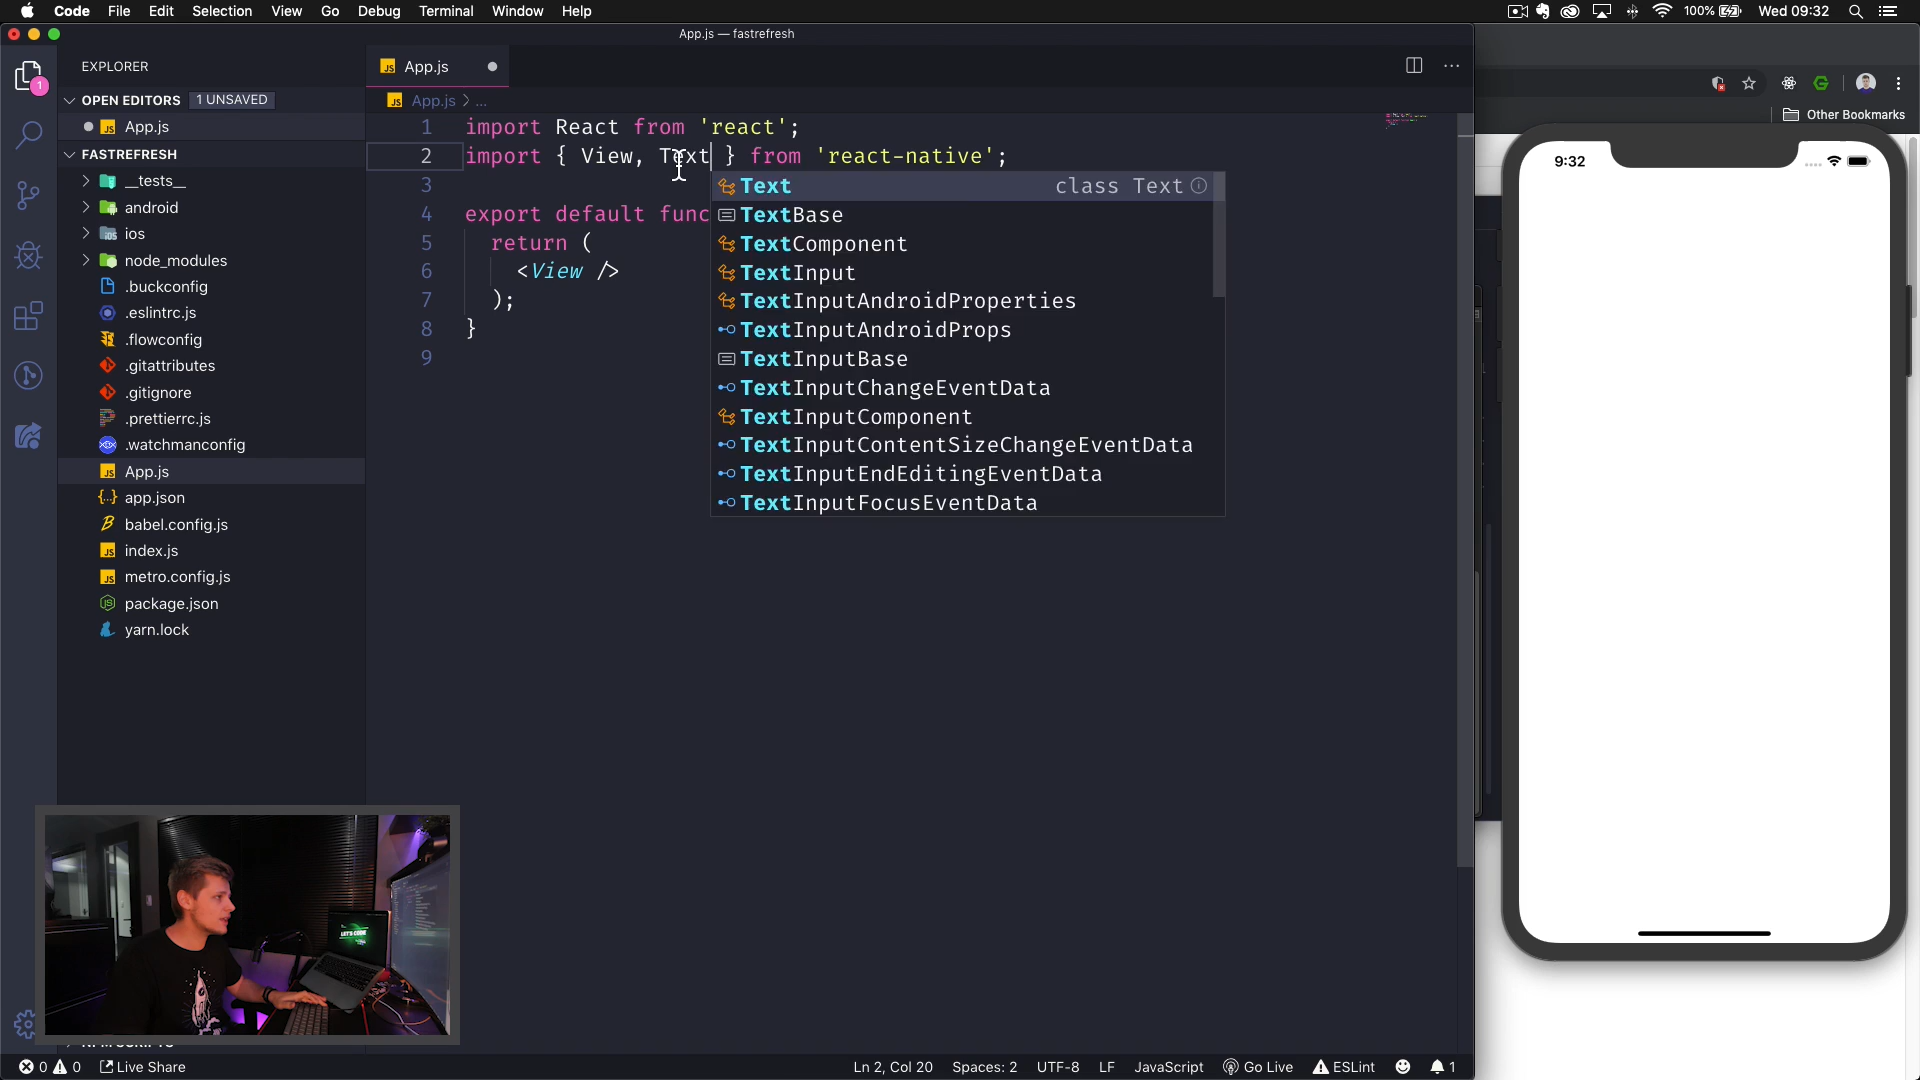 Code File Edit Selection View Go Debug Terminal Window Help
100% Wed 09:32
App.js — fastrefresh
EXPLORER
OPEN EDITORS 1 UNSAVED
App.js
FASTREFRESH
__tests__
android
ios
node_modules
.buckconfig
.eslintrc.js
.flowconfig
.gitattributes
.gitignore
.prettierrc.js
.watchmanconfig
App.js
app.json
babel.config.js
index.js
metro.config.js
package.json
yarn.lock
App.js
App.js > ...
1 import React from 'react';
2 import { View, Text } from 'react-native';
3
4 export default func
5 return (
6 <View />
7 );
8 }
9
Text class Text
TextBase
TextComponent
TextInput
TextInputAndroidProperties
TextInputAndroidProps
TextInputBase
TextInputChangeEventData
TextInputComponent
TextInputContentSizeChangeEventData
TextInputEndEditingEventData
TextInputFocusEventData
Other Bookmarks
9:32
LET'S CODE
0 0 Live Share
Ln 2, Col 20 Spaces: 2 UTF-8 LF JavaScript Go Live ESLint 1